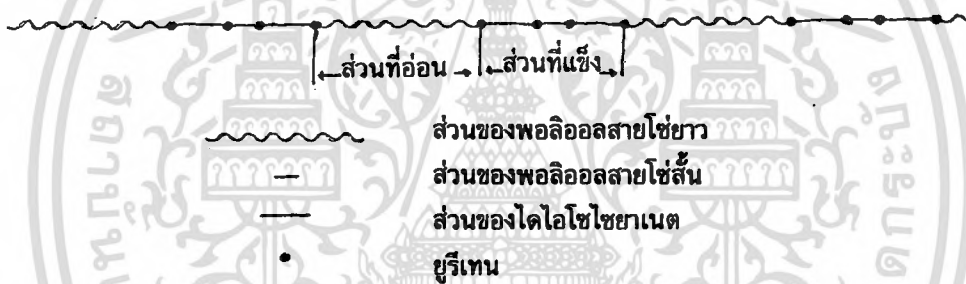 ส่วนที่อ่อน ส่วนที่แข็ง
ส่วนของพอลิออลสายโซ่ยาว
ส่วนของพอลิออลสายโซ่สั้น
ส่วนของไดไอโซไซยาเนต
ยูรีเทน